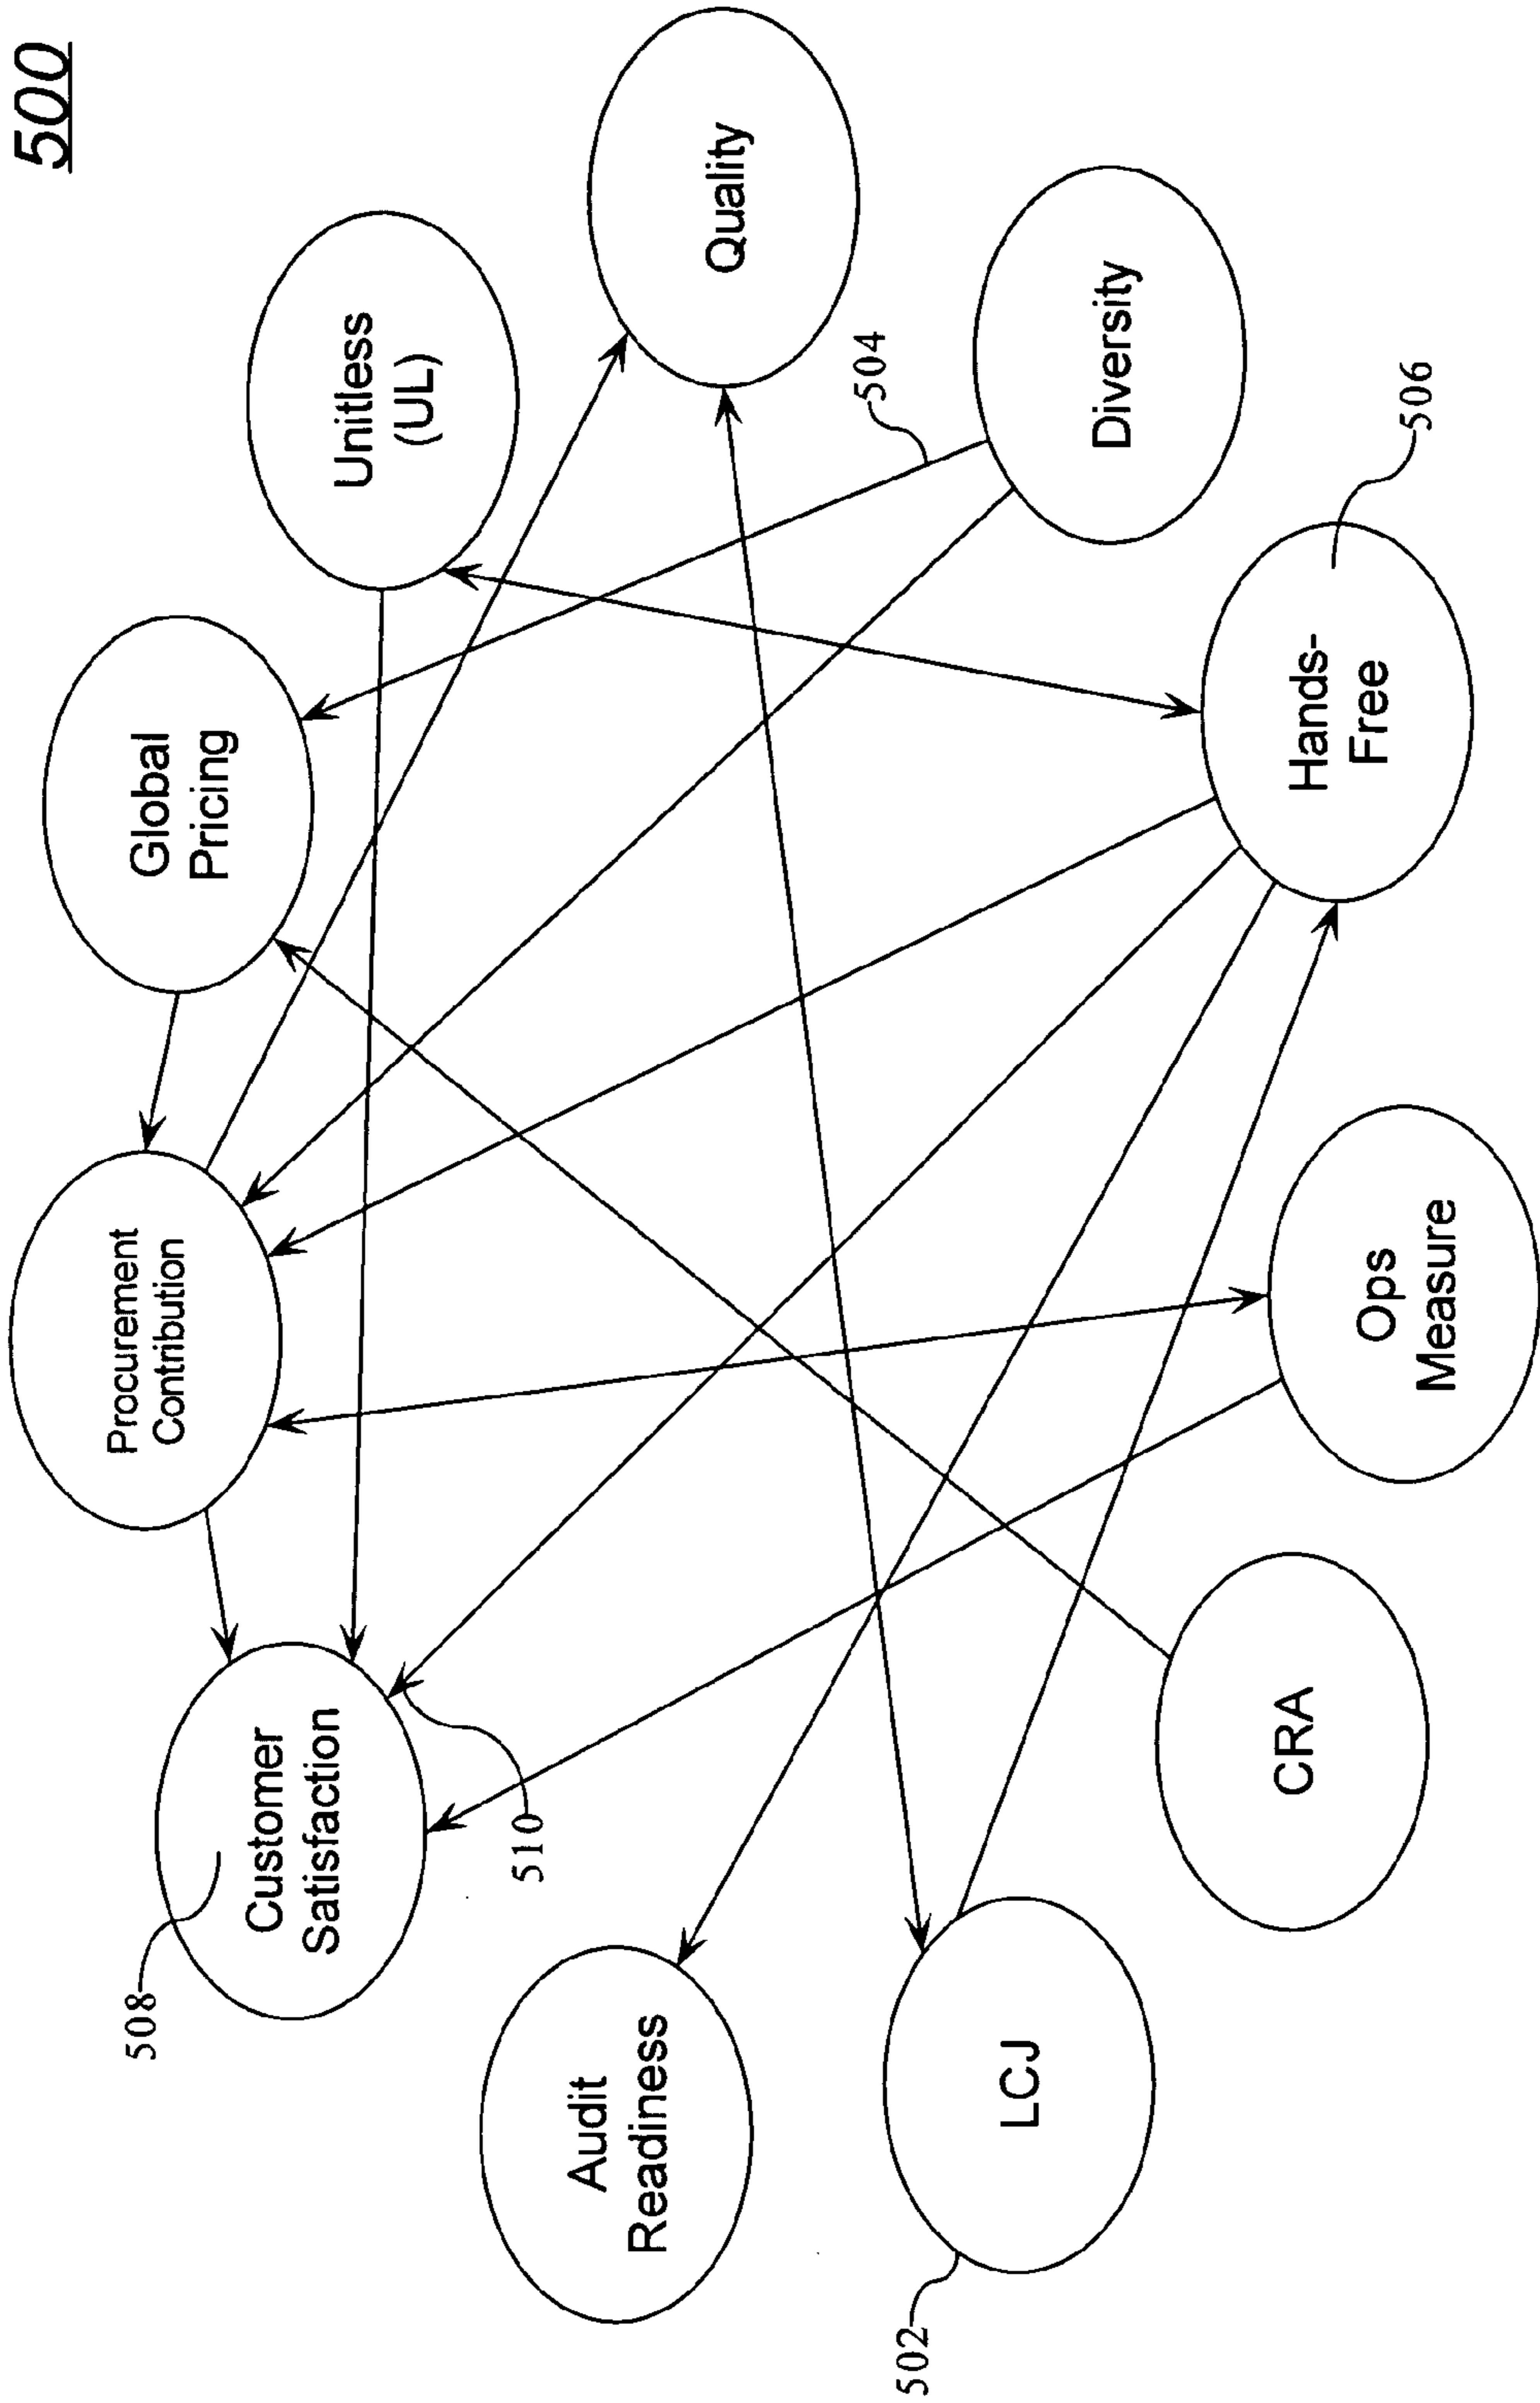 500
Procurement
Contribution
508
Global
Pricing
Customer
Satisfaction
Unitless
(UL)
510
Audit
Readiness
Quality
504
502
LCJ
Diversity
CRA
Hands-
Free
Ops
Measure
506